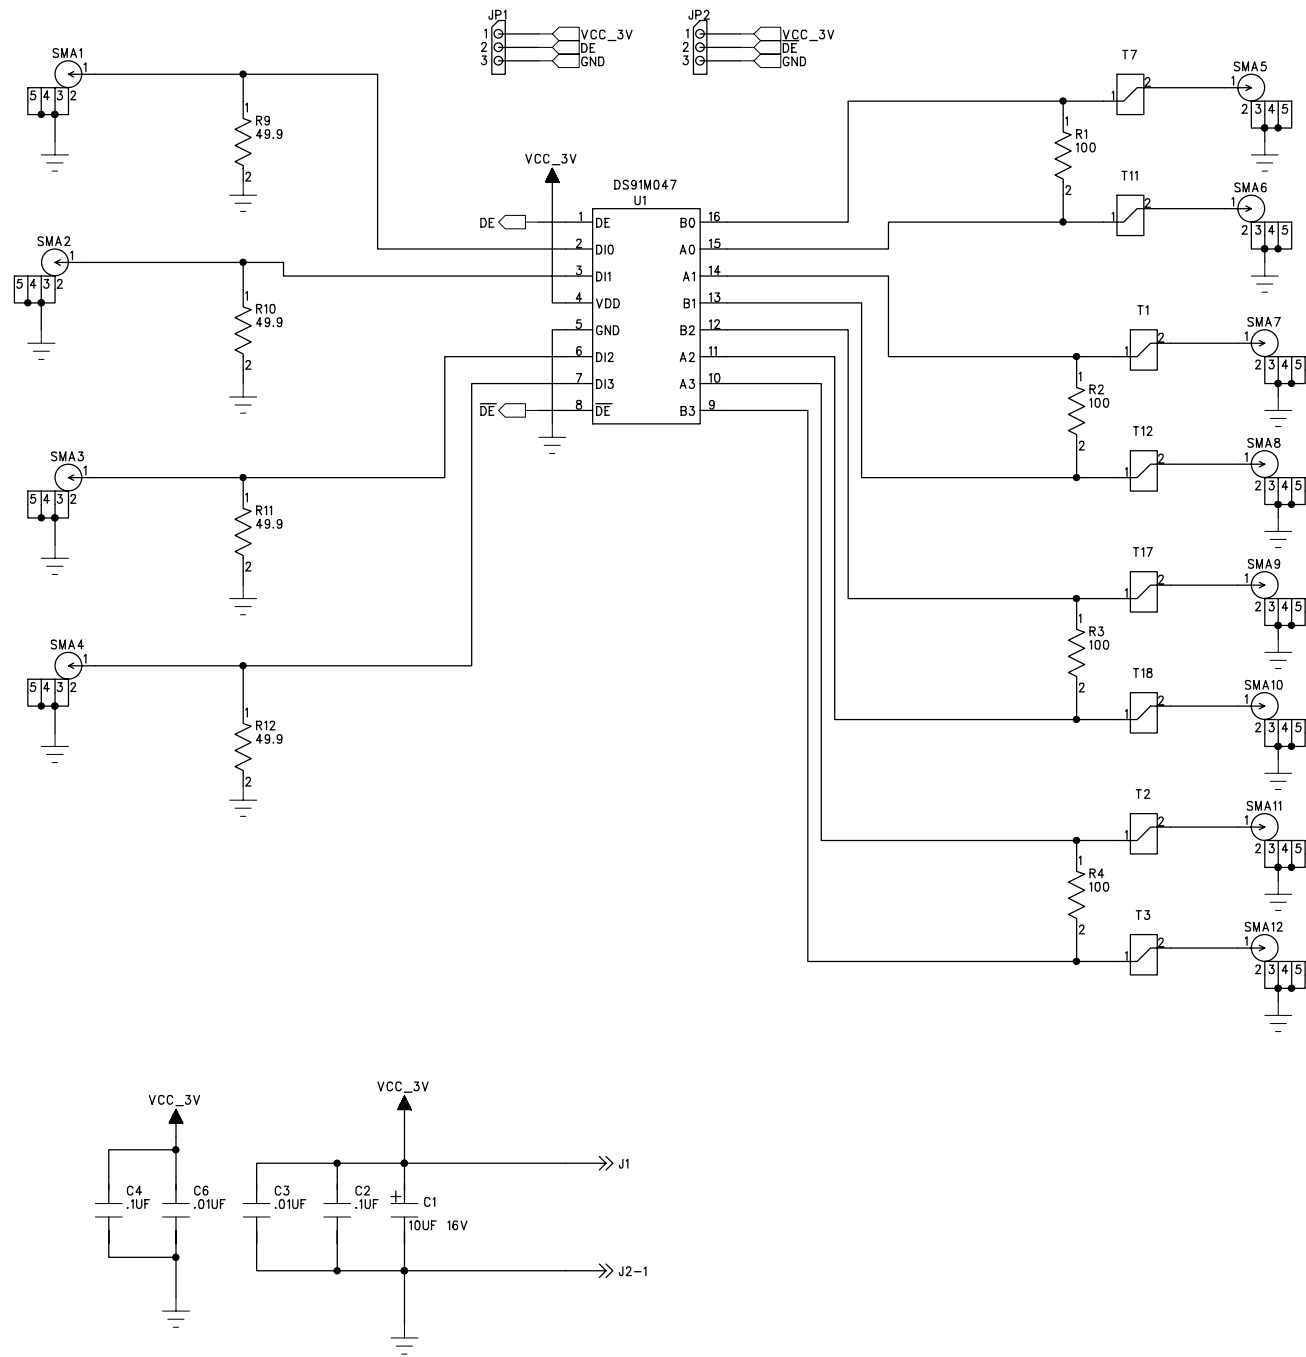 JP1
1 VCC_3V
2 DE
3 GND
JP2
1 VCC_3V
2 D̅E̅
3 GND
SMA1
1
5 4 3 2
1
R9
49.9
2
SMA2
1
5 4 3 2
1
R10
49.9
2
SMA3
1
5 4 3 2
1
R11
49.9
2
SMA4
1
5 4 3 2
1
R12
49.9
2
VCC_3V
DS91M047
U1
DE 1 DE
2 DI0
3 DI1
4 VDD
5 GND
6 DI2
7 DI3
D̅E̅ 8 D̅E̅
B0 16
A0 15
A1 14
B1 13
B2 12
A2 11
A3 10
B3 9
T7
1 2
SMA5
1
2 3 4 5
1
R1
100
2
T11
1 2
SMA6
1
2 3 4 5
T1
1 2
SMA7
1
2 3 4 5
1
R2
100
2
T12
1 2
SMA8
1
2 3 4 5
T17
1 2
SMA9
1
2 3 4 5
1
R3
100
2
T18
1 2
SMA10
1
2 3 4 5
T2
1 2
SMA11
1
2 3 4 5
1
R4
100
2
T3
1 2
SMA12
1
2 3 4 5
VCC_3V
C4
.1UF
C6
.01UF
VCC_3V
C3
.01UF
C2
.1UF
+
C1
10UF 16V
J1
J2-1